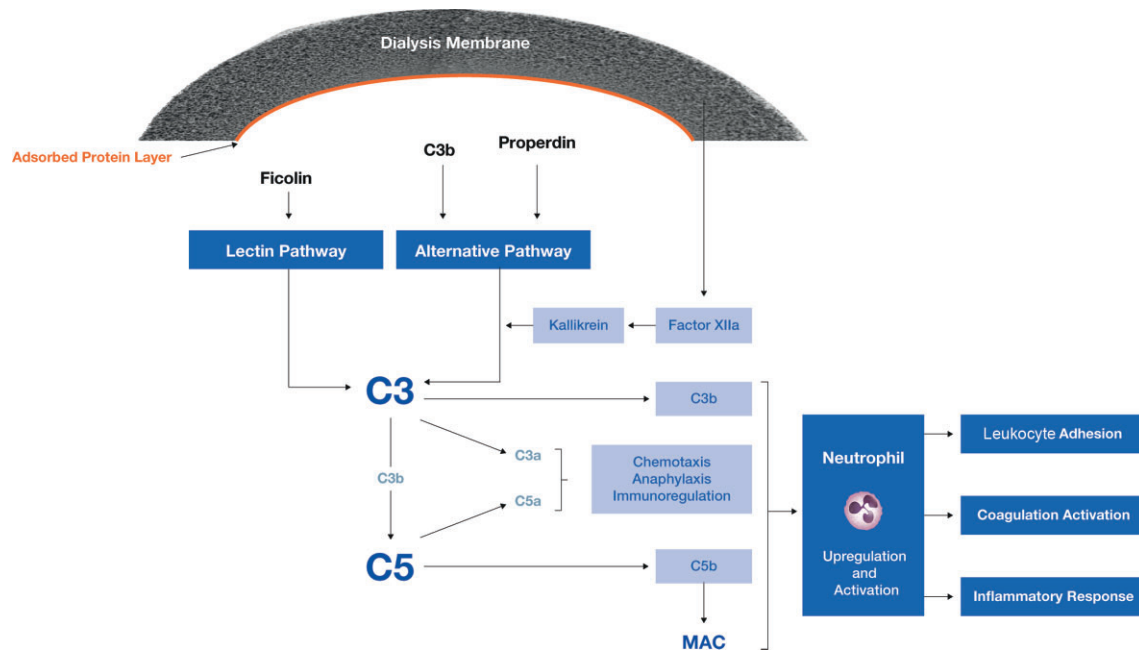 Dialysis Membrane
Adsorbed Protein Layer
Ficolin
C3b
Properdin
Lectin Pathway
Alternative Pathway
Kallikrein
Factor XIIa
C3
C3b
C3b
C3a
C5a
Chemotaxis
Anaphylaxis
Immunoregulation
C5
C5b
MAC
Neutrophil
Upregulation
and
Activation
Leukocyte Adhesion
Coagulation Activation
Inflammatory Response